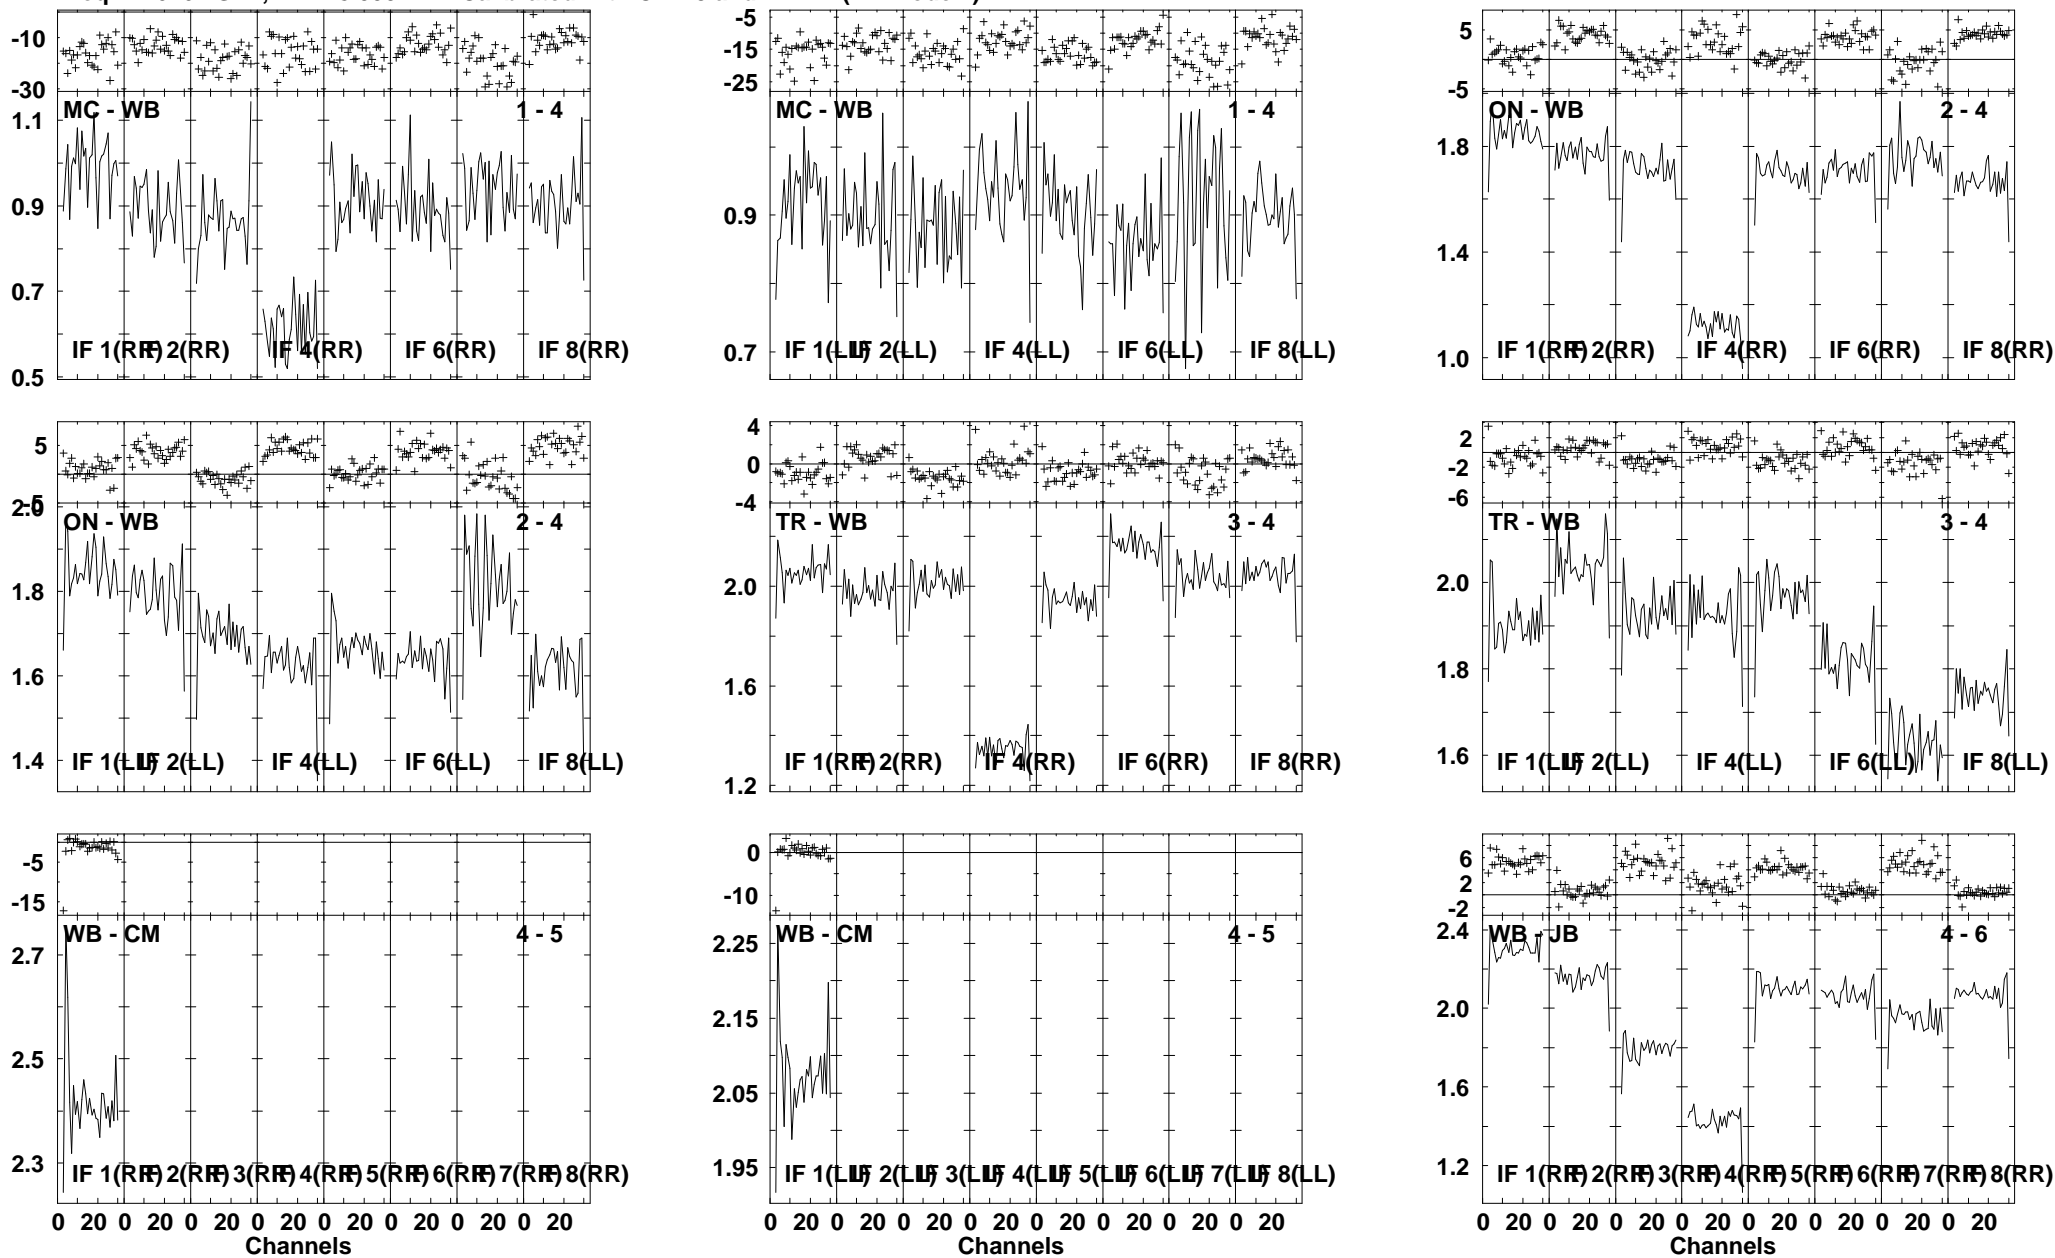 -10
-30
MC - WB 1 - 4
1.1
0.9
0.7
0.5
IF 1(RR) IF 2(RR) IF 4(RR) IF 6(RR) IF 8(RR)
-5
-15
-25
MC - WB 1 - 4
0.9
0.7
IF 1(LL) IF 2(LL) IF 4(LL) IF 6(LL) IF 8(LL)
5
-5
ON - WB 2 - 4
1.8
1.4
1.0
IF 1(RR) IF 2(RR) IF 4(RR) IF 6(RR) IF 8(RR)
5
-5
2.0
ON - WB 2 - 4
1.8
1.6
1.4
IF 1(LL) IF 2(LL) IF 4(LL) IF 6(LL) IF 8(LL)
4
0
-4
TR - WB 3 - 4
2.0
1.6
1.2
IF 1(RR) IF 2(RR) IF 4(RR) IF 6(RR) IF 8(RR)
2
-2
-6
TR - WB 3 - 4
2.0
1.8
1.6
IF 1(LL) IF 2(LL) IF 4(LL) IF 6(LL) IF 8(LL)
-5
-15
WB - CM 4 - 5
2.7
2.5
2.3
IF 1(RR) IF 2(RR) IF 3(RR) IF 4(RR) IF 5(RR) IF 6(RR) IF 7(RR) IF 8(RR)
0 20 0 20 0 20 0 20 0 20 0 20 0 20 0 20
Channels
0
-10
WB - CM 4 - 5
2.25
2.15
2.05
1.95
IF 1(LL) IF 2(LL) IF 3(LL) IF 4(LL) IF 5(LL) IF 6(LL) IF 7(LL) IF 8(LL)
0 20 0 20 0 20 0 20 0 20 0 20 0 20 0 20
Channels
6
2
-2
WB - JB 4 - 6
2.4
2.0
1.6
1.2
IF 1(RR) IF 2(RR) IF 3(RR) IF 4(RR) IF 5(RR) IF 6(RR) IF 7(RR) IF 8(RR)
0 20 0 20 0 20 0 20 0 20 0 20 0 20 0 20
Channels